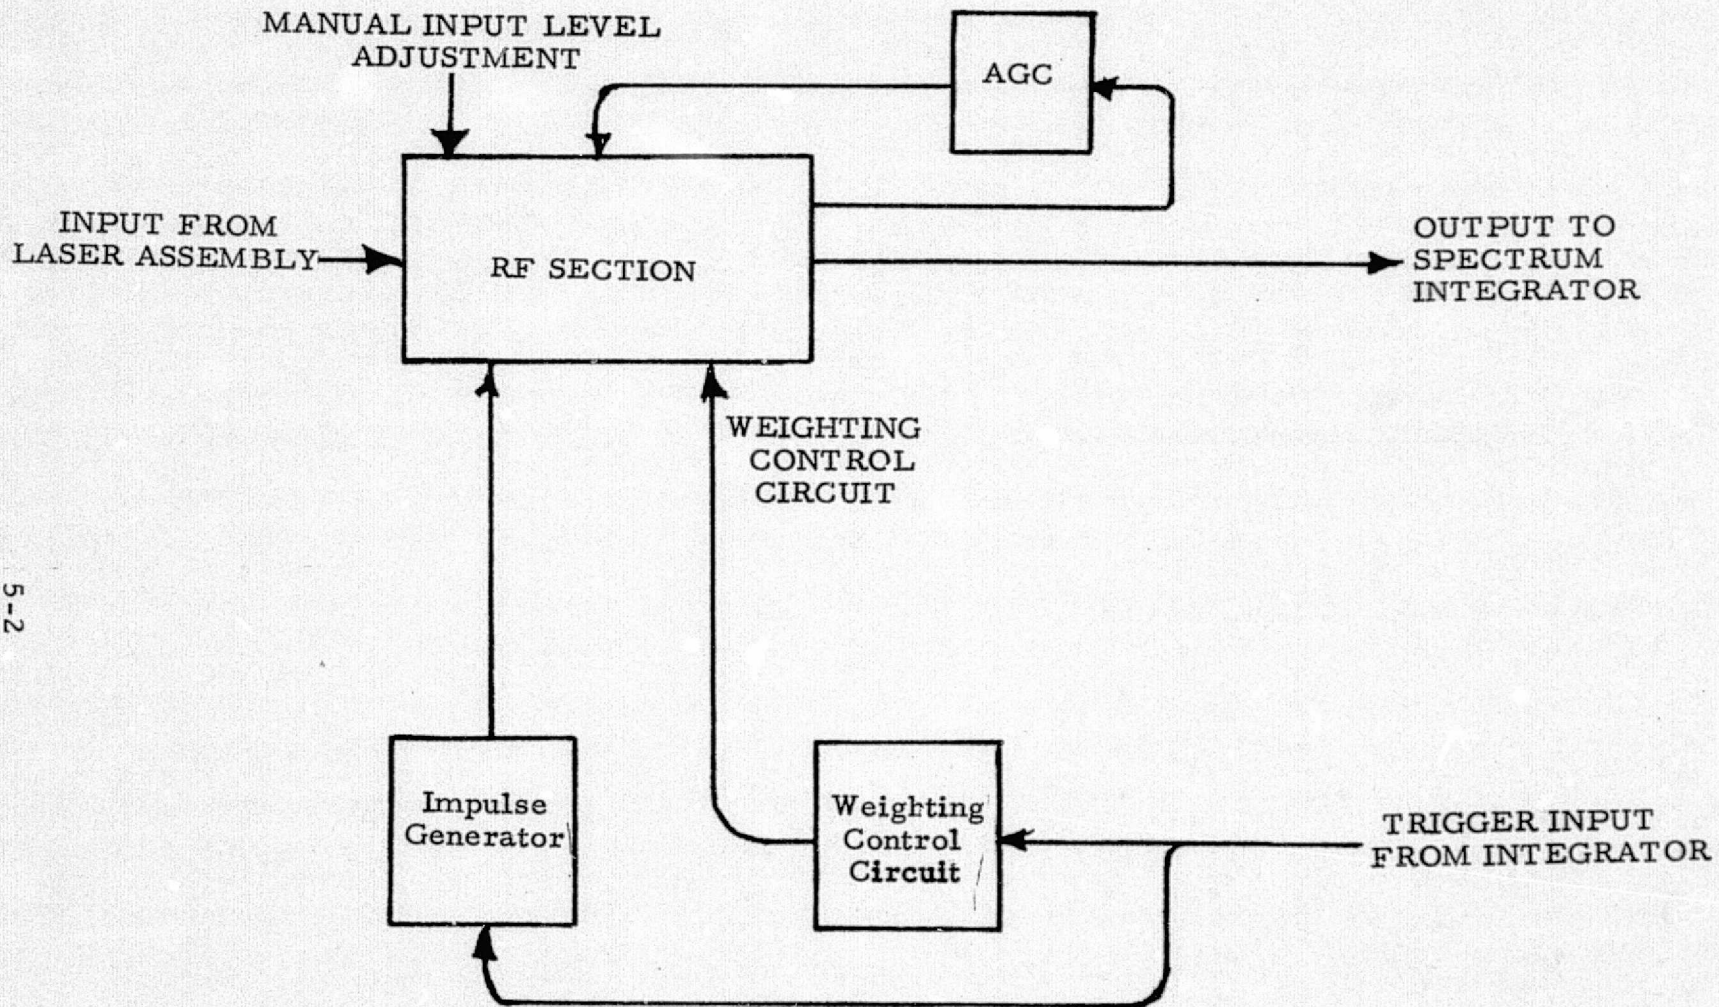 MANUAL INPUT LEVEL
ADJUSTMENT
AGC
INPUT FROM
LASER ASSEMBLY
RF SECTION
OUTPUT TO
SPECTRUM
INTEGRATOR
WEIGHTING
CONTROL
CIRCUIT
5-2
Impulse
Generator
Weighting
Control
Circuit
TRIGGER INPUT
FROM INTEGRATOR